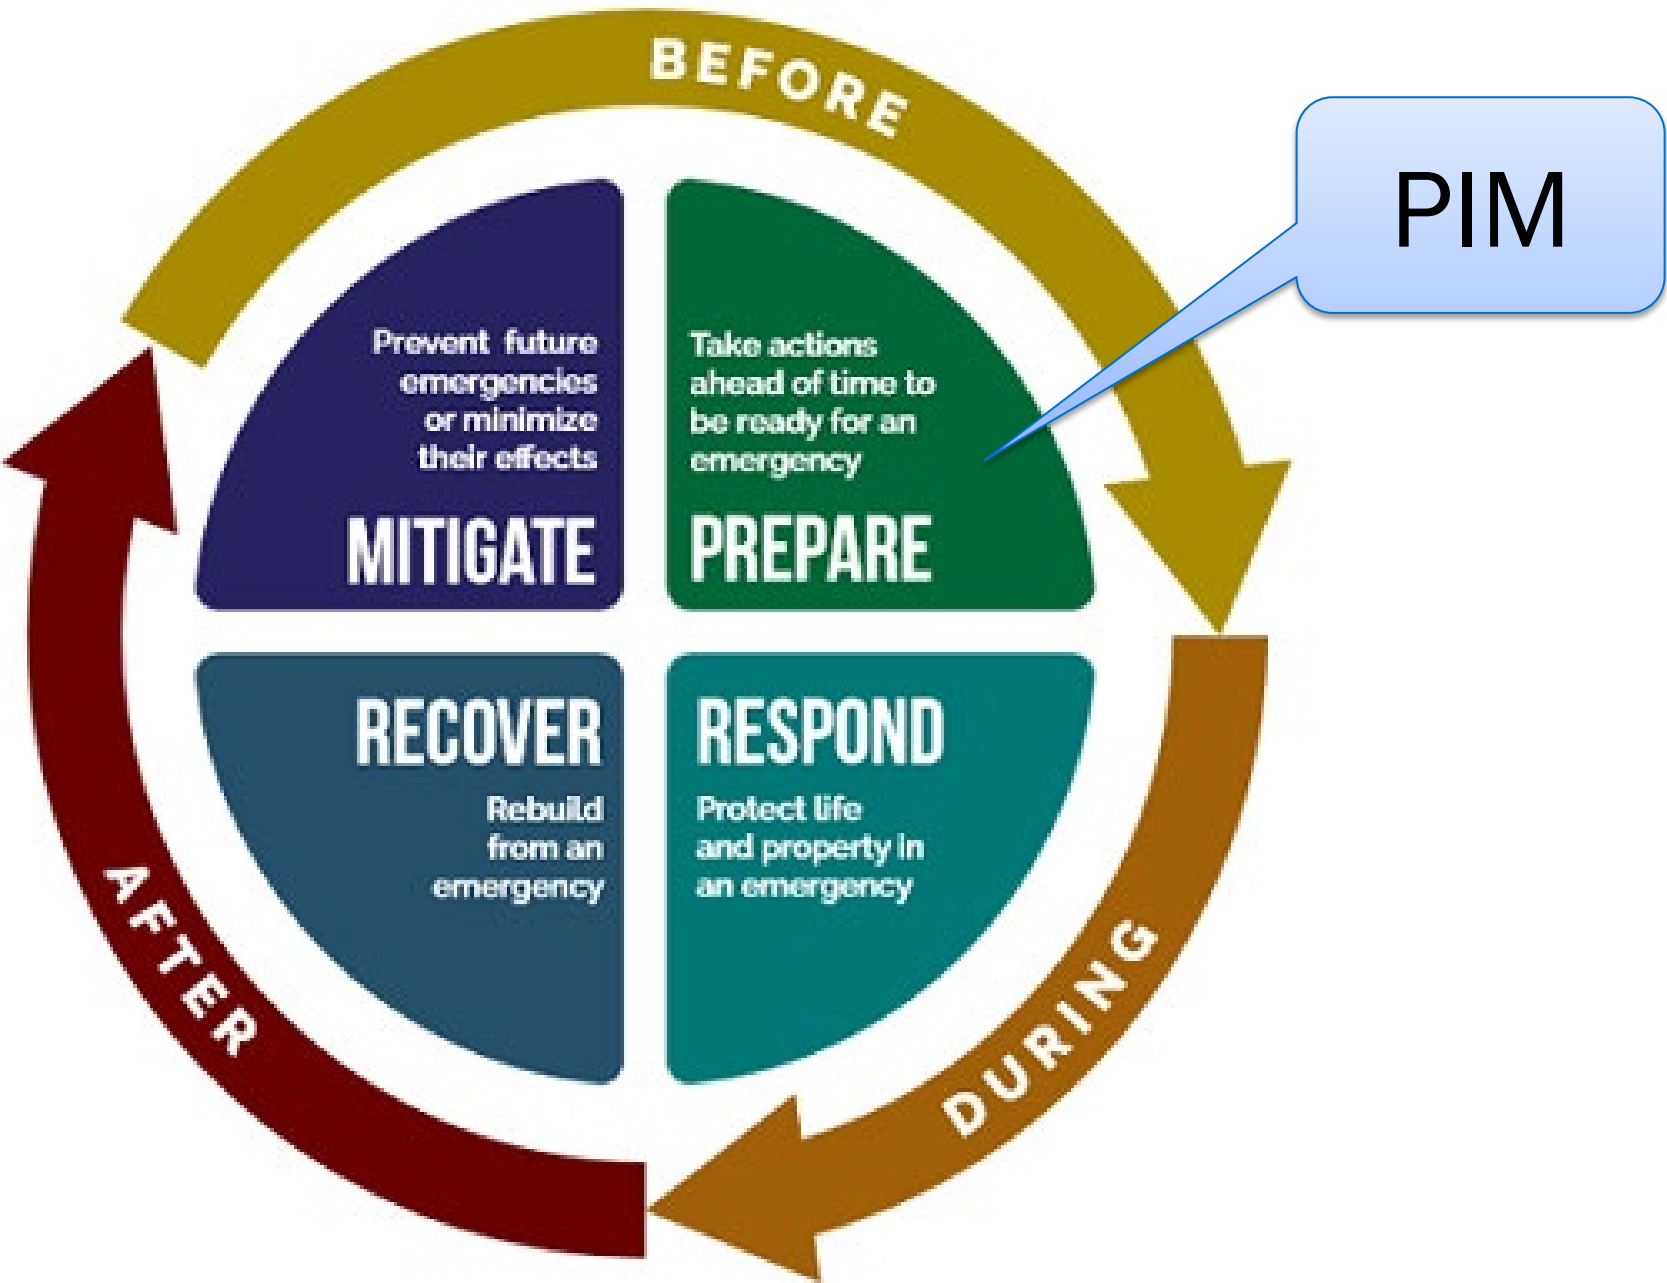 BEFORE
PIM
Prevent future
emergencies
or minimize
their effects
MITIGATE
Take actions
ahead of time to
be ready for an
emergency
PREPARE
RECOVER
Rebuild
from an
emergency
RESPOND
Protect life
and property in
an emergency
AFTER
DURING